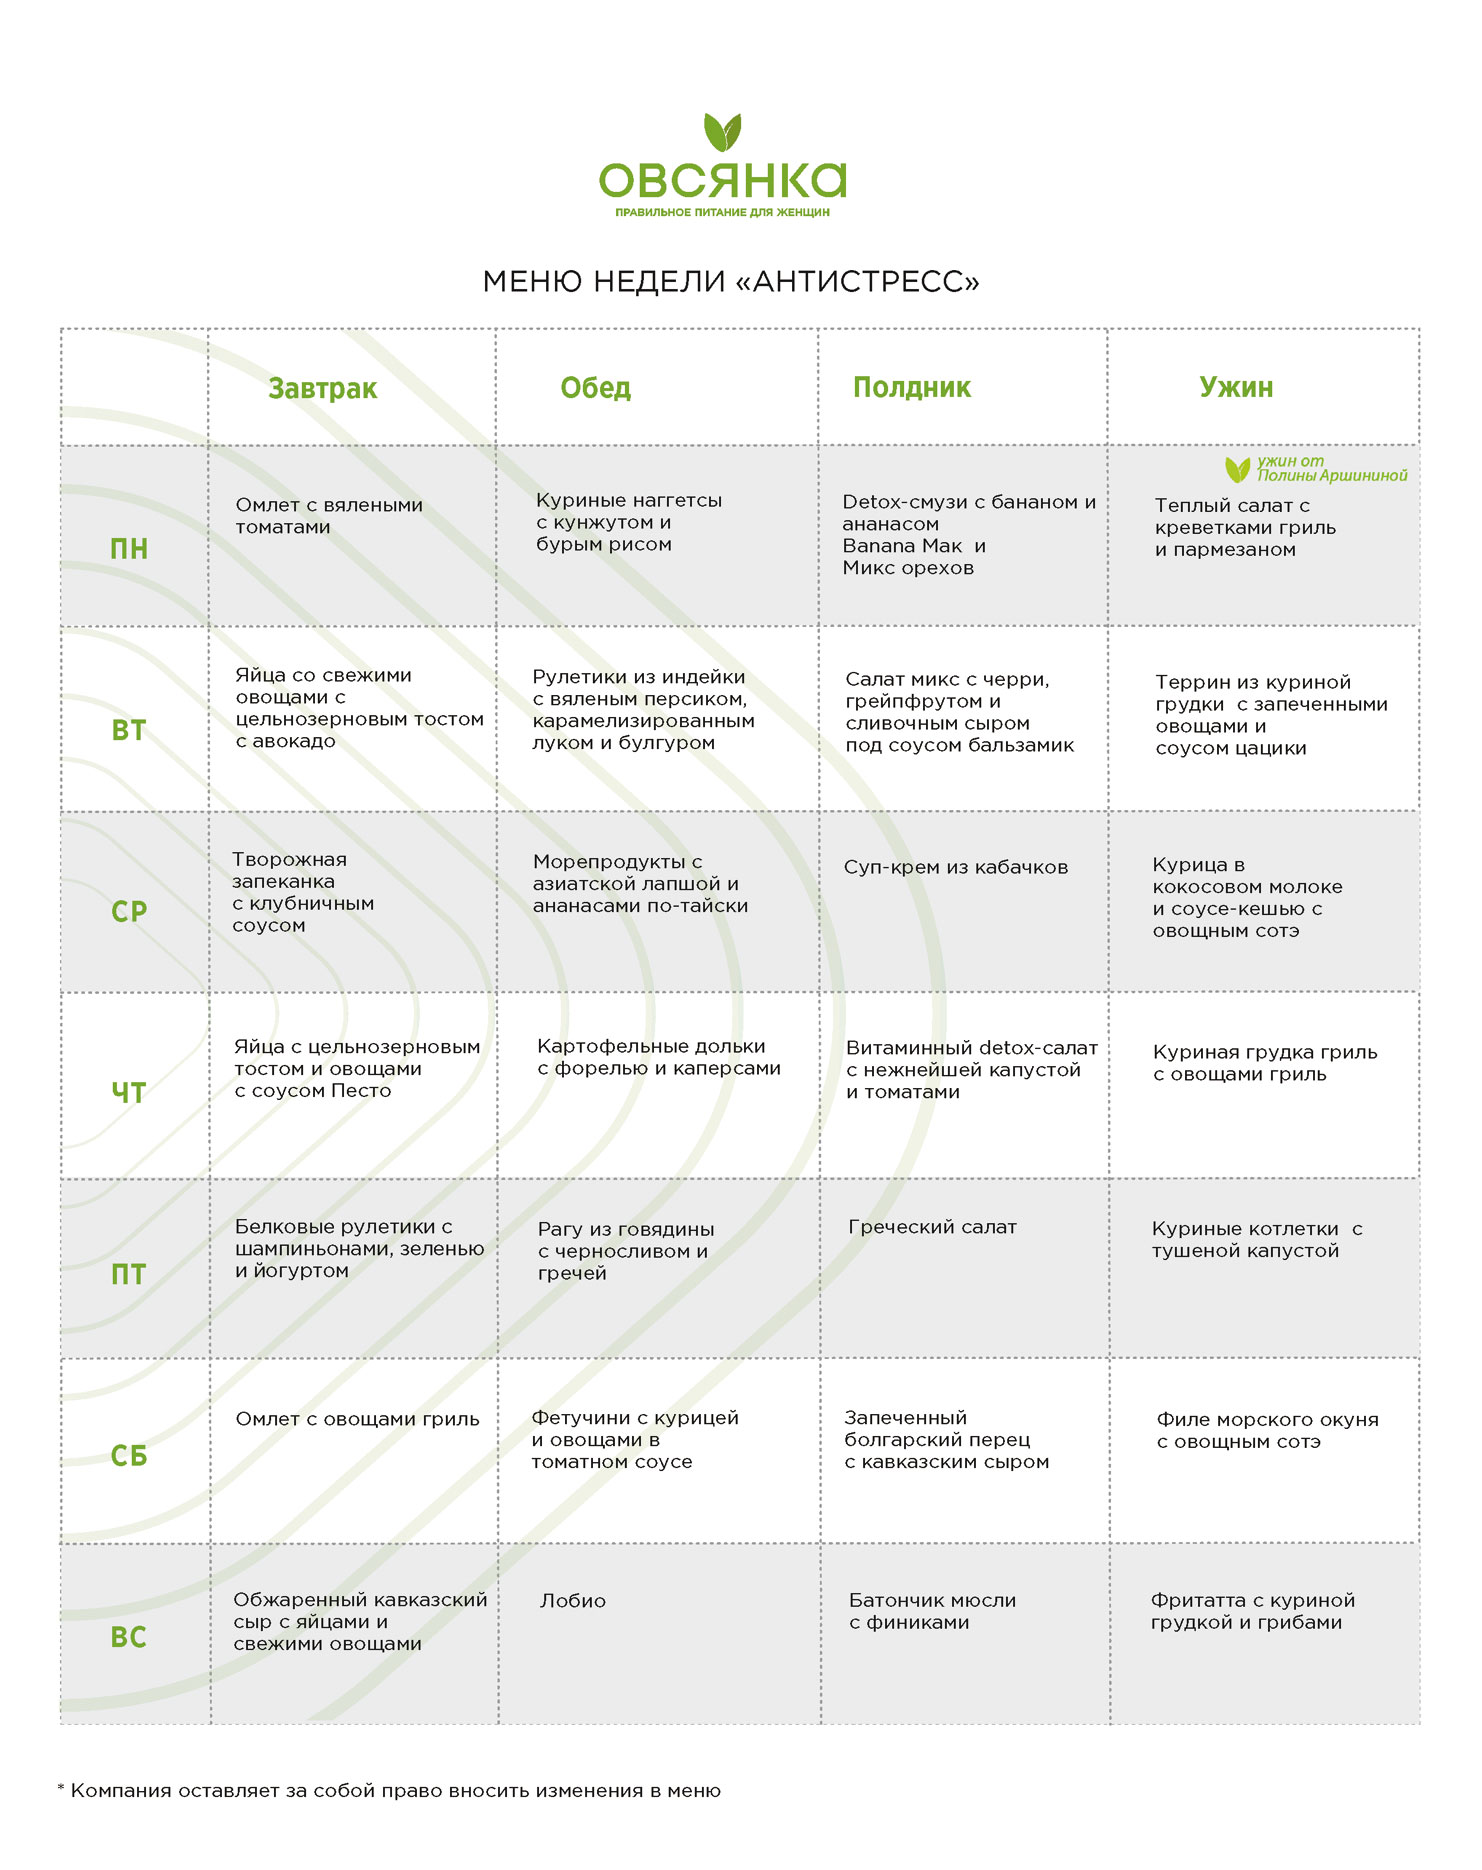 ОВСЯНКА
ПРАВИЛЬНОЕ ПИТАНИЕ ДЛЯ ЖЕНЩИН
МЕНЮ НЕДЕЛИ «АНТИСТРЕСС»
Завтрак
Обед
Полдник
Ужин
ПН
Омлет с вялеными
томатами
Куриные наггетсы
с кунжутом и
бурым рисом
Detox-смузи с бананом и
ананасом
Banana Мак и
Микс орехов
ужин от
Полины Аршининой
Теплый салат с
креветками гриль
и пармезаном
ВТ
Яйца со свежими
овощами с
цельнозерновым тостом
с авокадо
Рулетики из индейки
с вяленым персиком,
карамелизированным
луком и булгуром
Салат микс с черри,
грейпфрутом и
сливочным сыром
под соусом бальзамик
Террин из куриной
грудки с запеченными
овощами и
соусом цацики
СР
Творожная
запеканка
с клубничным
соусом
Морепродукты с
азиатской лапшой и
ананасами по-тайски
Суп-крем из кабачков
Курица в
кокосовом молоке
и соусе-кешью с
овощным сотэ
ЧТ
Яйца с цельнозерновым
тостом и овощами
с соусом Песто
Картофельные дольки
с форелью и каперсами
Витаминный detox-салат
с нежнейшей капустой
и томатами
Куриная грудка гриль
с овощами гриль
ПТ
Белковые рулетики с
шампиньонами, зеленью
и йогуртом
Рагу из говядины
с черносливом и
гречей
Греческий салат
Куриные котлетки с
тушеной капустой
СБ
Омлет с овощами гриль
Фетучини с курицей
и овощами в
томатном соусе
Запеченный
болгарский перец
с кавказским сыром
Филе морского окуня
с овощным сотэ
ВС
Обжаренный кавказский
сыр с яйцами и
свежими овощами
Лобио
Батончик мюсли
с финиками
Фритатта с куриной
грудкой и грибами
* Компания оставляет за собой право вносить изменения в меню